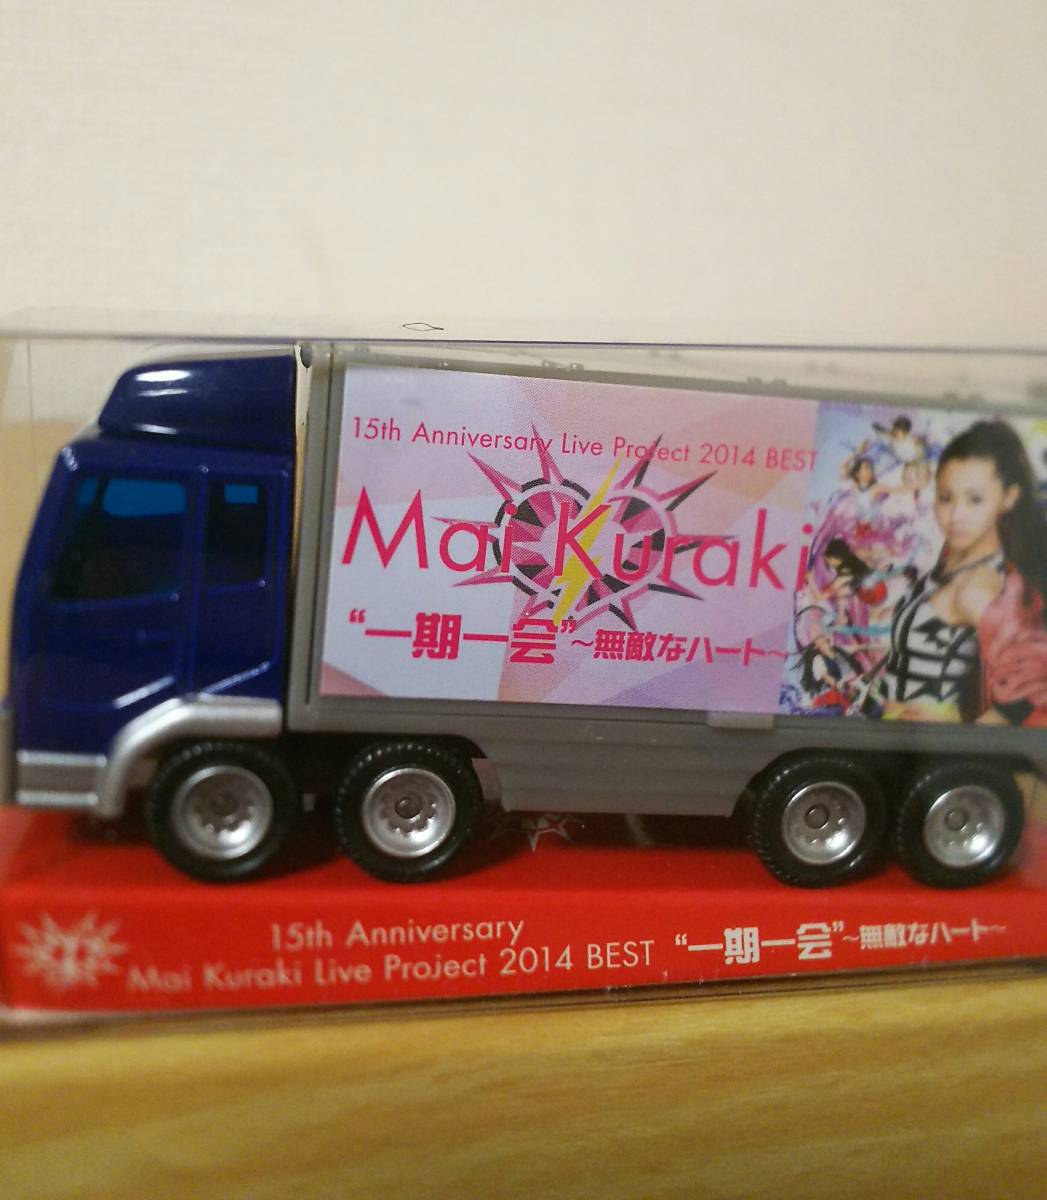 15th Anniversary Live Project 2014 BEST
Mai Kuraki
“一期一会”~無敵なハート~
15th Anniversary
Mai Kuraki Live Project 2014 BEST “一期一会”~無敵なハート~